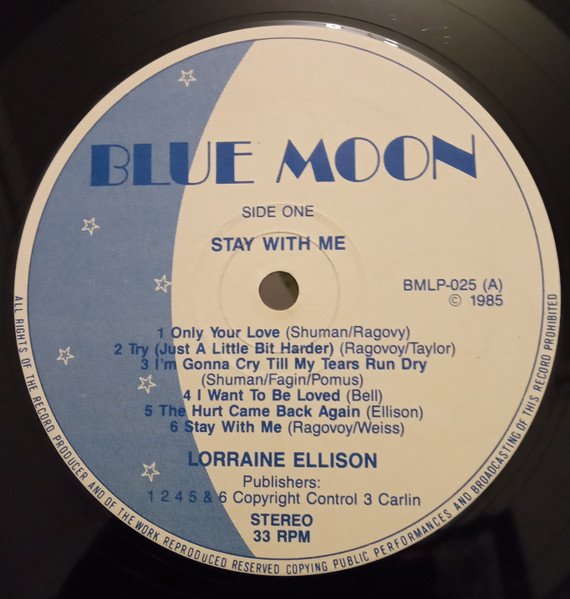 BLUE MOON
SIDE ONE
STAY WITH ME
BMLP-025 (A)
© 1985
1 Only Your Love (Shuman/Ragovy)
2 Try (Just A Little Bit Harder) (Ragovoy/Taylor)
3 I'm Gonna Cry Till My Tears Run Dry
(Shuman/Fagin/Pomus)
4 I Want To Be Loved (Bell)
5 The Hurt Came Back Again (Ellison)
6 Stay With Me (Ragovoy/Weiss)
LORRAINE ELLISON
Publishers:
1 2 4 5 & 6 Copyright Control 3 Carlin
STEREO
33 RPM
ALL RIGHTS OF THE RECORD PRODUCER AND OF THE WORK REPRODUCED RESERVED COPYING PUBLIC PERFORMANCES AND BROADCASTING OF THIS RECORD PROHIBITED